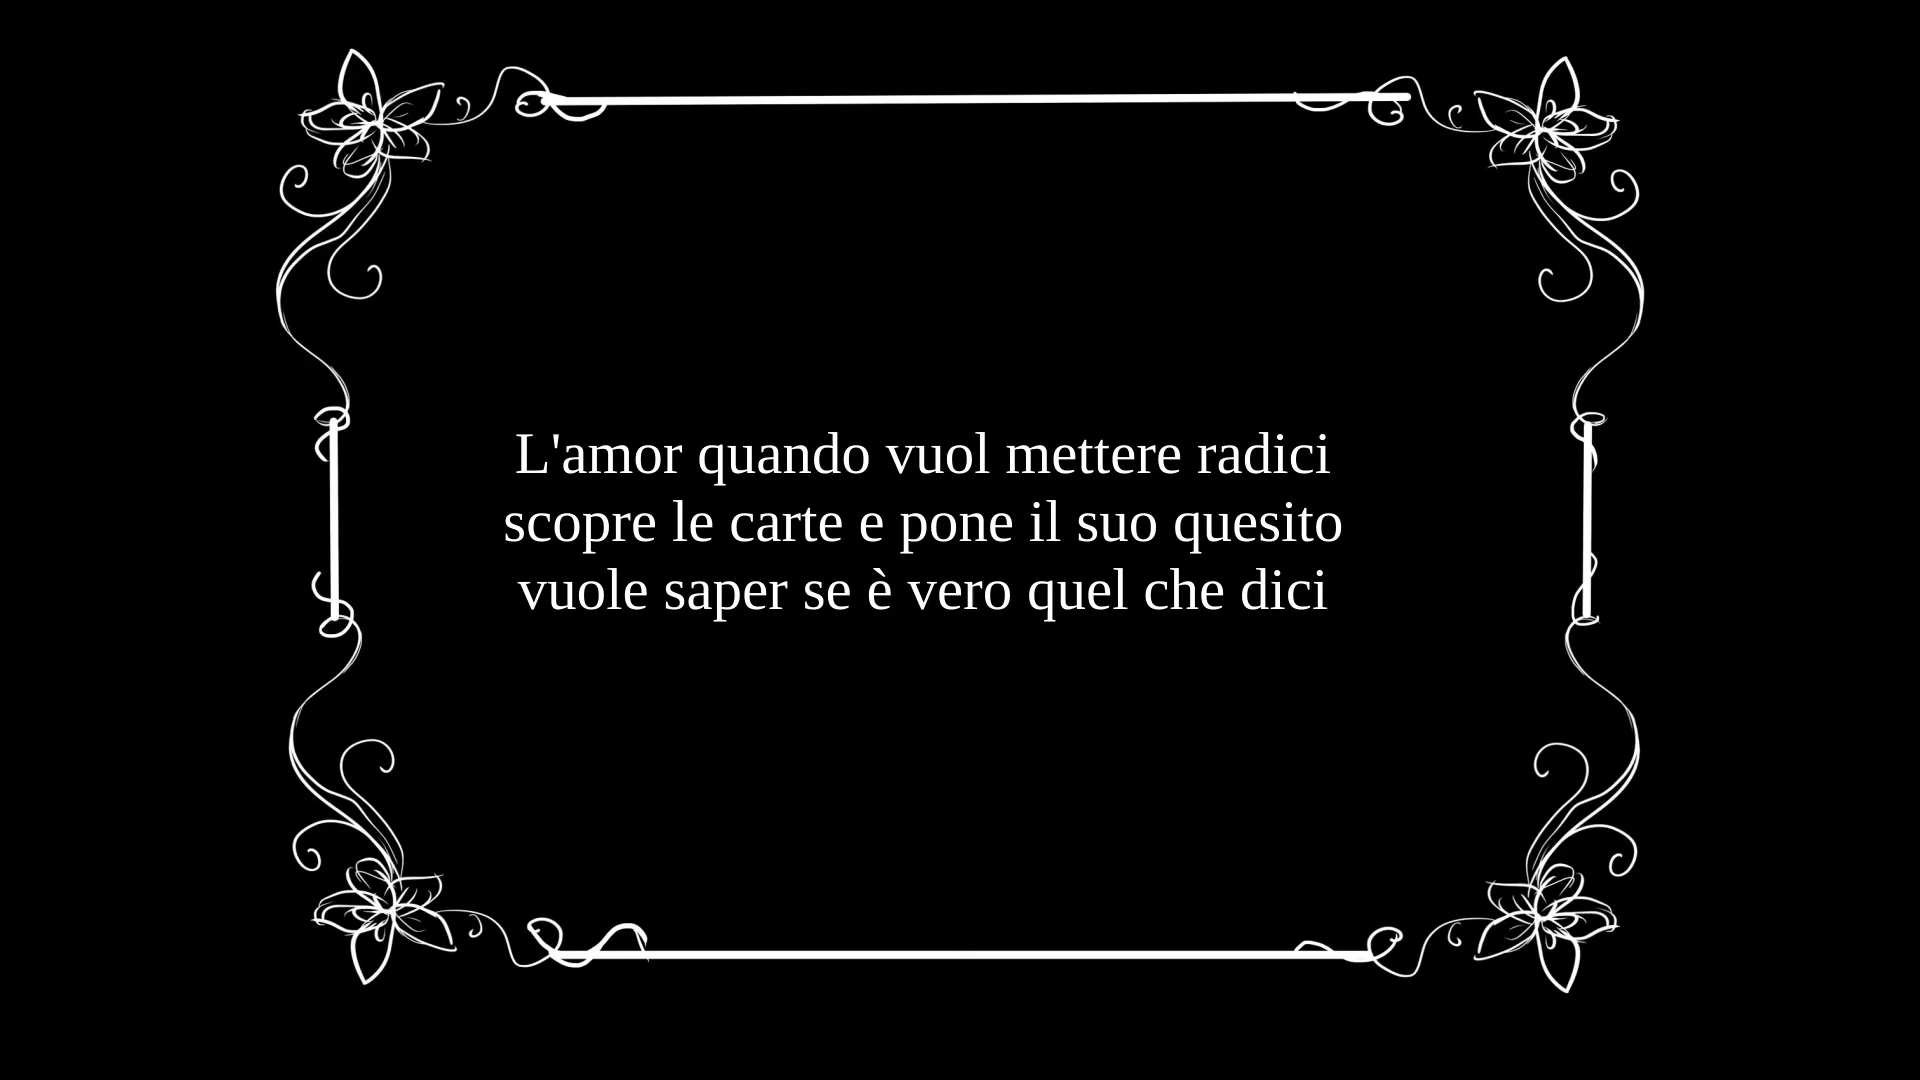 L'amor quando vuol mettere radici
scopre le carte e pone il suo quesito
vuole saper se è vero quel che dici